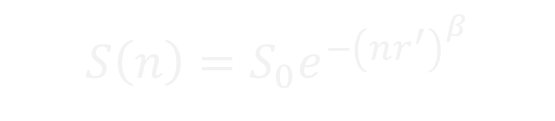 S(n) = S₀e^{-(nr')^β}